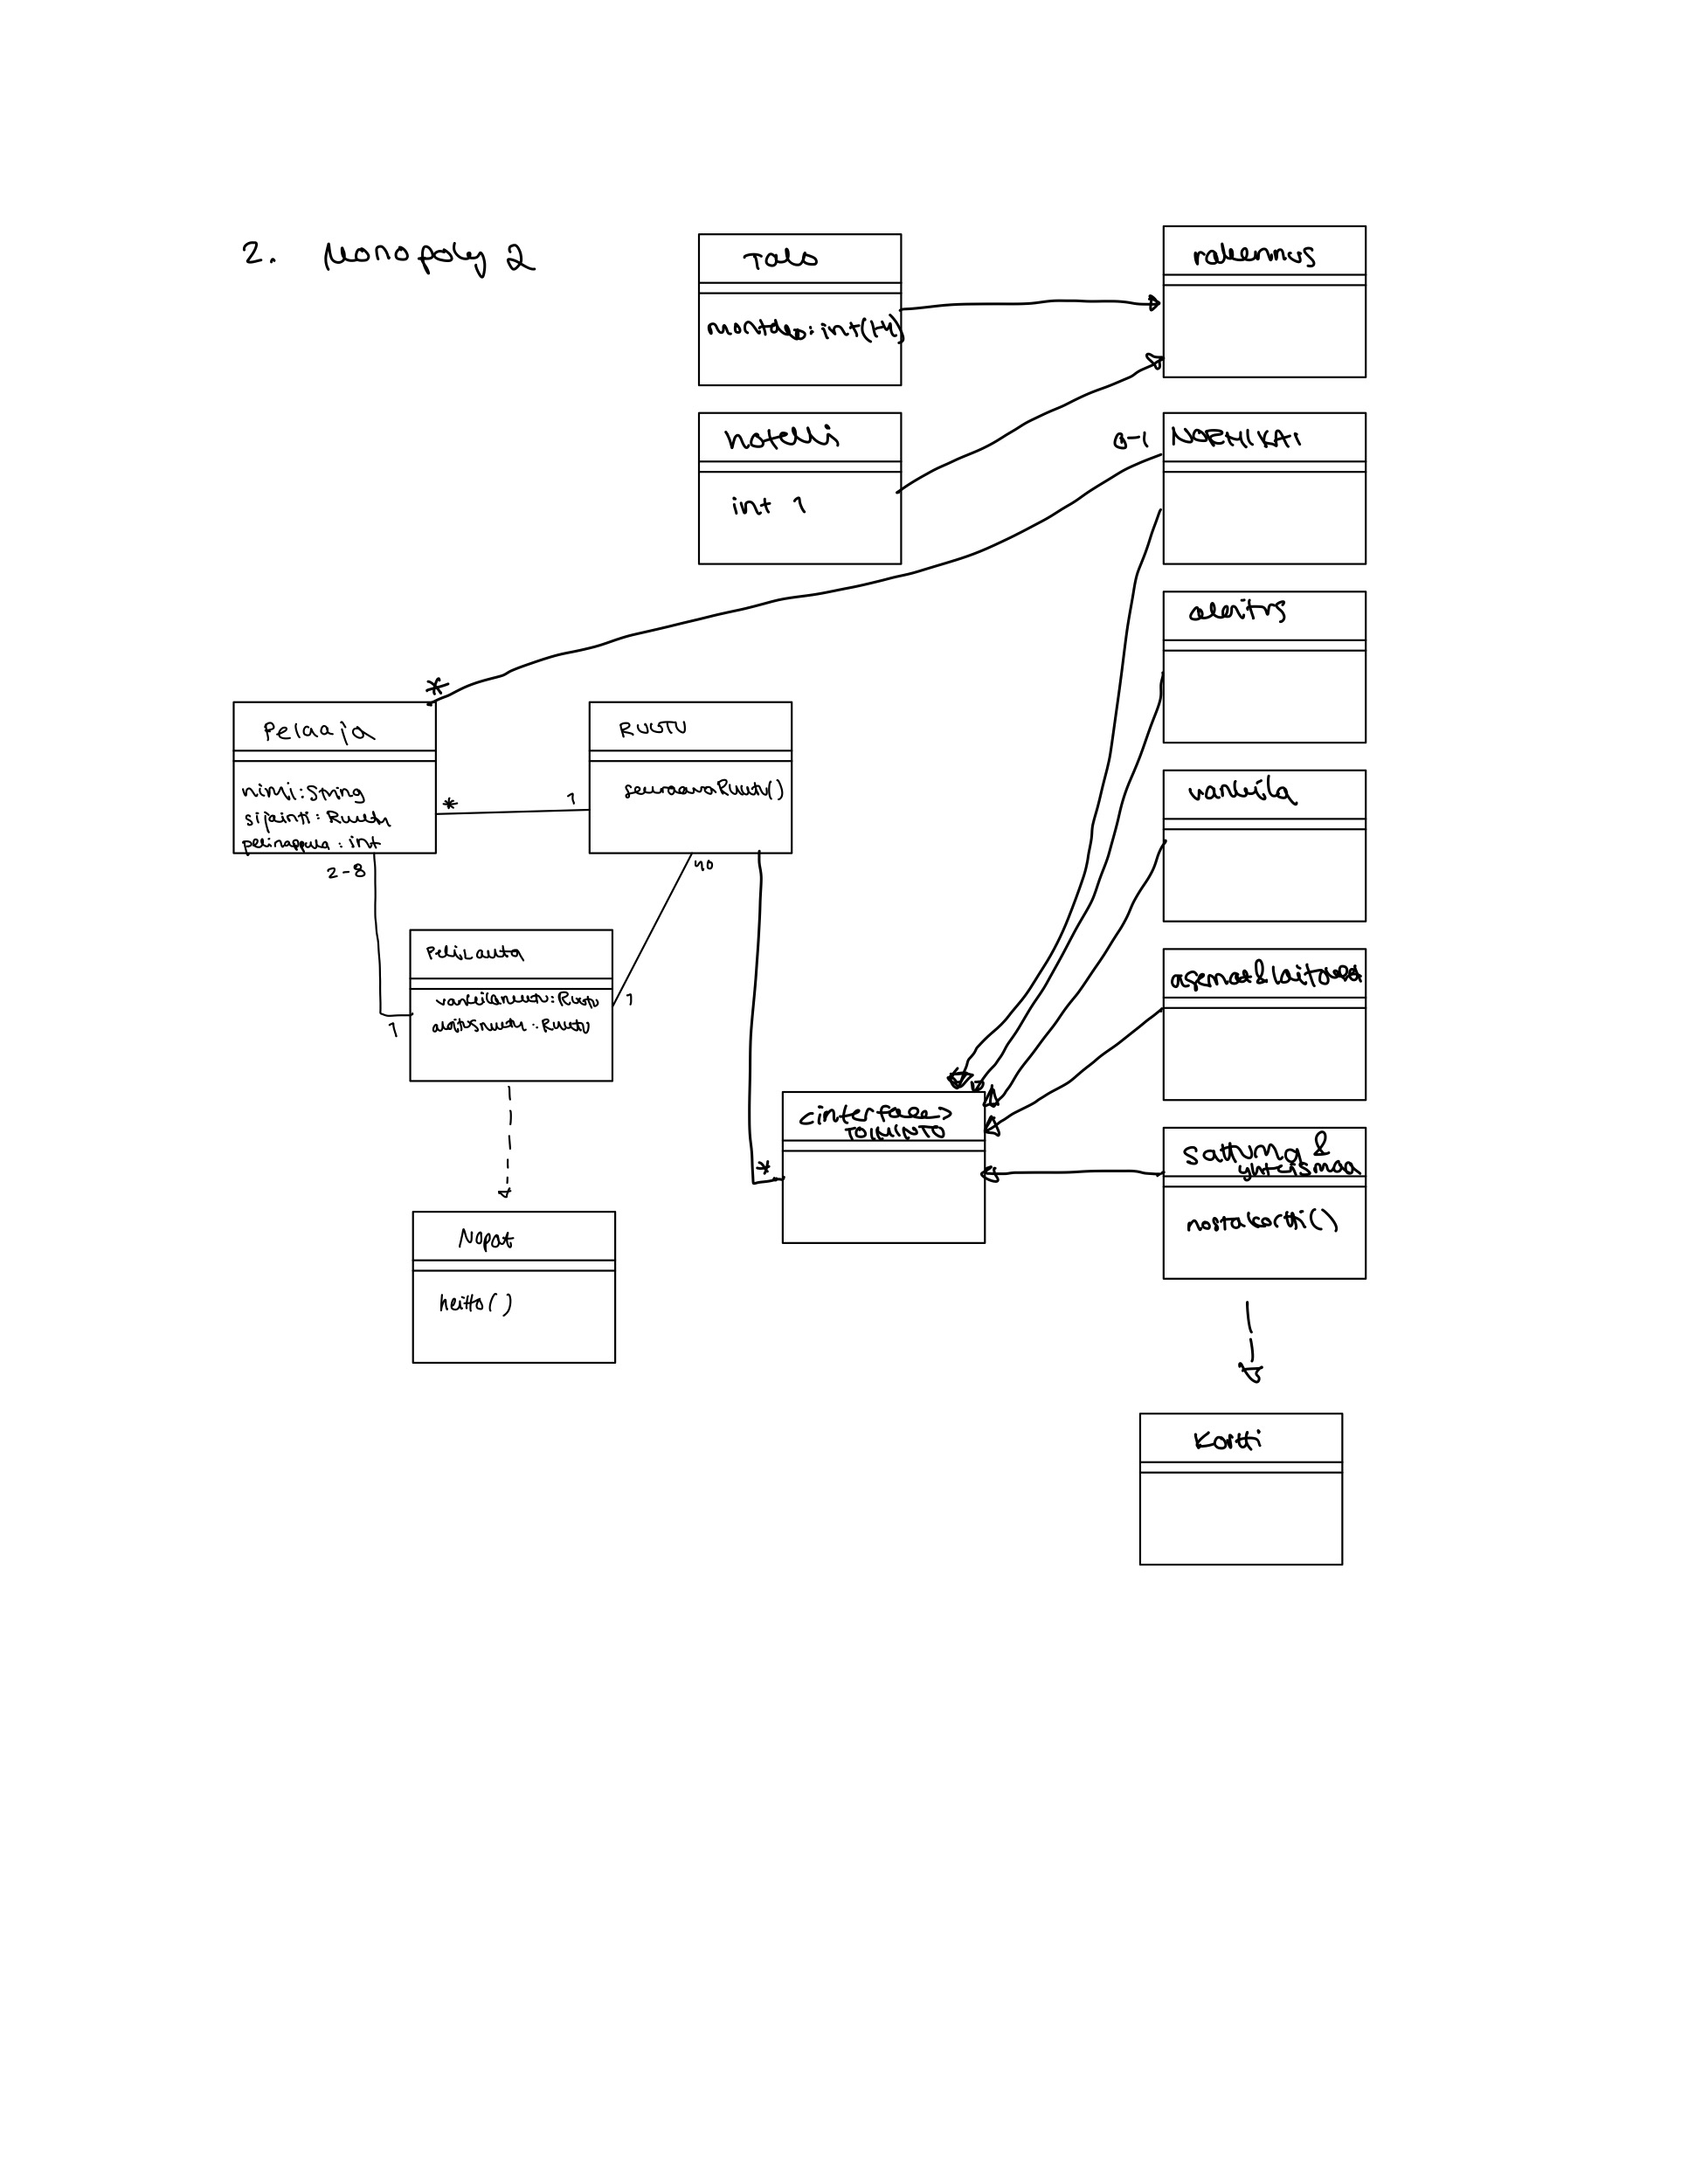 2. Monopoly 2
Talo
montako: int(1-4)
rakennus
hotelli
int 1
0-1
NORMIKATI
aloitus
*
Pelaaja
nimi: String
sijainti: Ruutu
pelinappula: int
*
1
RUUTU
seuraavaRuutu()
vankila
2-8
40
PeliLauta
vankilaruutu: Ruutu
aloitusruutu: Ruutu
1
1
asemat & laitokset
<interface>
TOIMINTO
*
sattuma &
yhteismaa
nostakortti()
Nopat
heitto()
Kortti